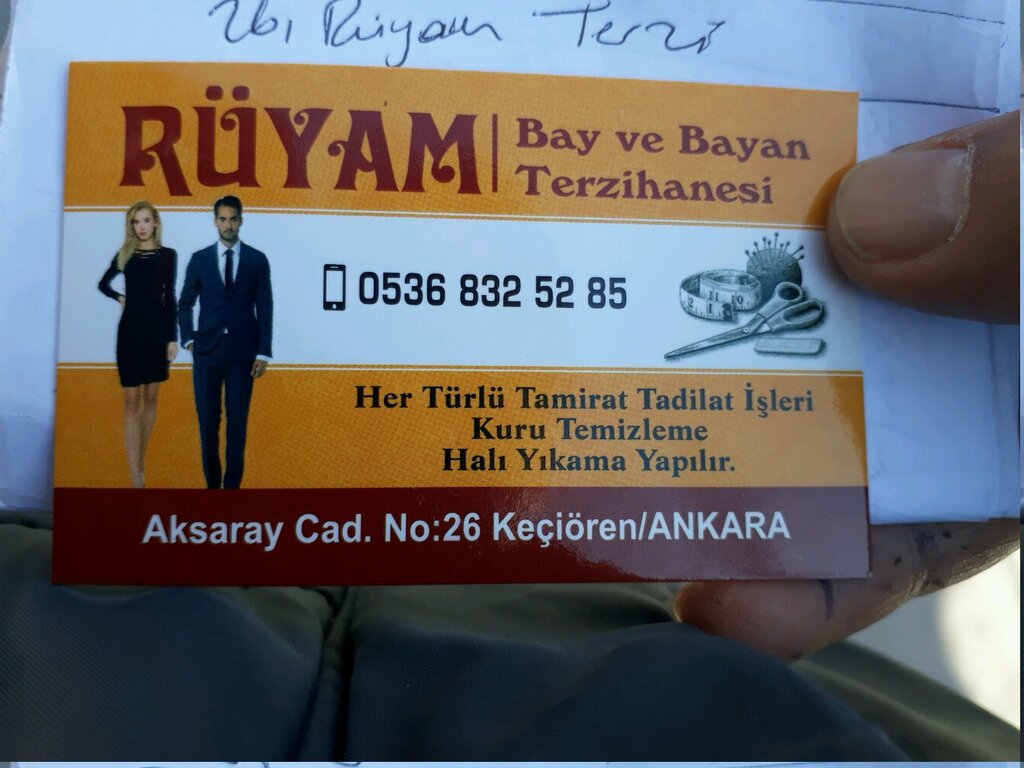 261 Rüyam Terzi
RÜYAM
Bay ve Bayan
Terzihanesi
0536 832 52 85
Her Türlü Tamirat Tadilat İşleri
Kuru Temizleme
Halı Yıkama Yapılır.
Aksaray Cad. No:26 Keçiören/ANKARA